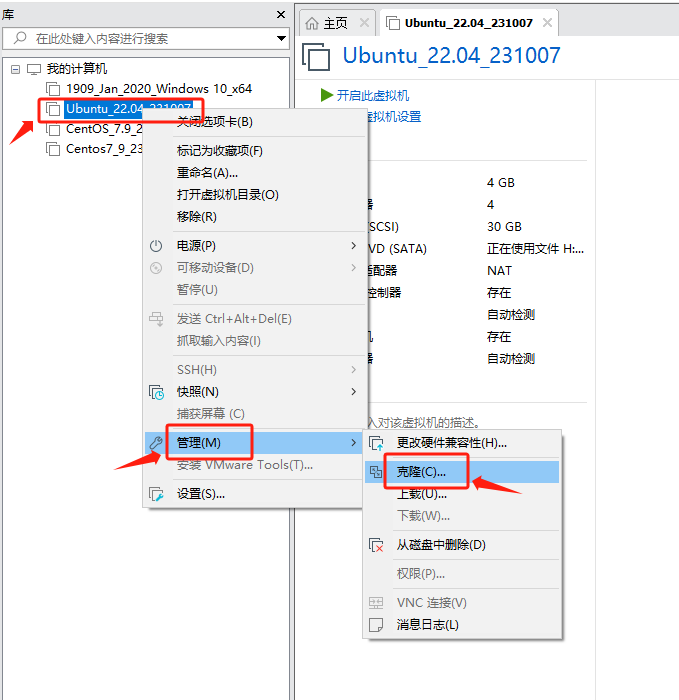 库
主页
Ubuntu_22.04_231007
在此处键入内容进行搜索
Ubuntu_22.04_231007
我的计算机
1909_Jan_2020_Windows 10_x64
Ubuntu_22.04_231007
CentOS_7.9_2
Centos7_9_23
开启此虚拟机
虚拟机设置
关闭选项卡(B)
标记为收藏项(F)
重命名(A)...
打开虚拟机目录(O)
移除(R)
电源(P)
可移动设备(D)
暂停(U)
发送 Ctrl+Alt+Del(E)
抓取输入内容(I)
SSH(H)
快照(N)
捕获屏幕 (C)
管理(M)
安装 VMware Tools(T)...
设置(S)...
4 GB
器 4
(SCSI) 30 GB
VD (SATA) 正在使用文件 H:...
适配器 NAT
控制器 存在
自动检测
机 存在
器 自动检测
入对该虚拟机的描述。
更改硬件兼容性(H)...
克隆(C)...
上载(U)...
下载(W)...
从磁盘中删除(D)
权限(P)...
VNC 连接(V)
消息日志(L)